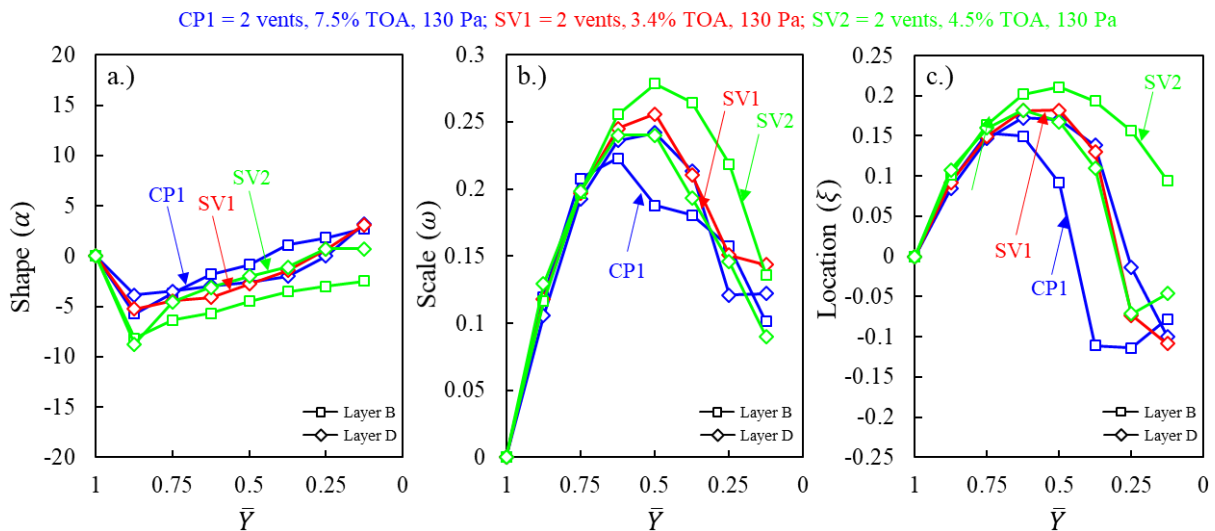 CP1 = 2 vents, 7.5% TOA, 130 Pa; SV1 = 2 vents, 3.4% TOA, 130 Pa; SV2 = 2 vents, 4.5% TOA, 130 Pa
a.)
Shape (α)
20
15
10
5
0
-5
-10
-15
-20
CP1
SV1
SV2
Layer B
Layer D
1
0.75
0.5
0.25
0
Ȳ
b.)
Scale (ω)
0.3
0.25
0.2
0.15
0.1
0.05
0
SV1
SV2
CP1
Layer B
Layer D
1
0.75
0.5
0.25
0
Ȳ
c.)
Location (ξ)
0.25
0.20
0.15
0.10
0.05
0.00
-0.05
-0.10
-0.15
-0.20
-0.25
SV2
SV1
CP1
Layer B
Layer D
1
0.75
0.5
0.25
0
Ȳ